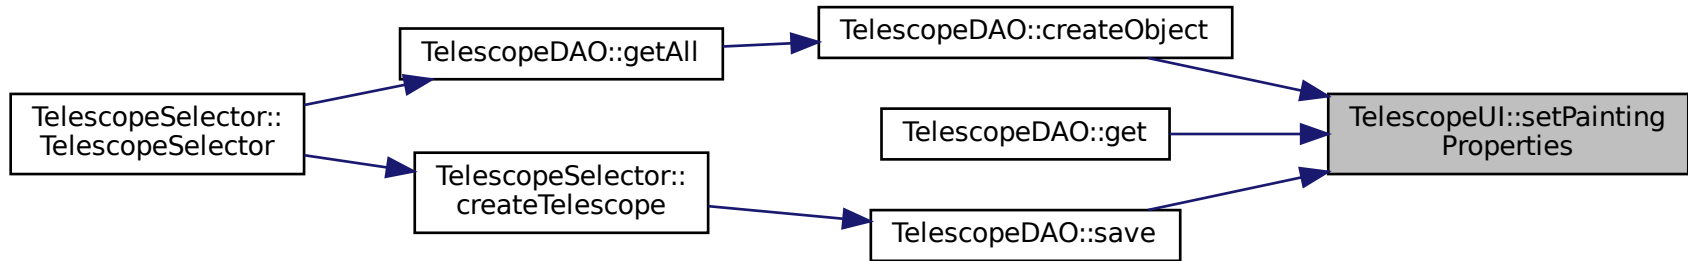 TelescopeDAO::createObject
TelescopeDAO::getAll
TelescopeSelector::
TelescopeSelector
TelescopeUI::setPainting
Properties
TelescopeDAO::get
TelescopeSelector::
createTelescope
TelescopeDAO::save